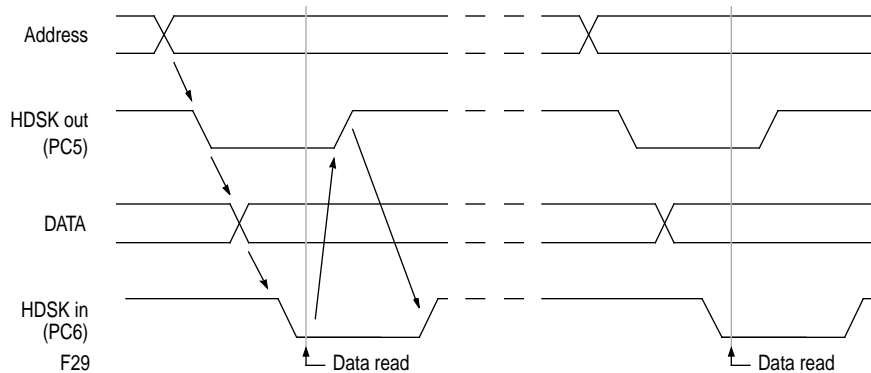 Address
HDSK out
(PC5)
DATA
HDSK in
(PC6)
F29
Data read
Data read